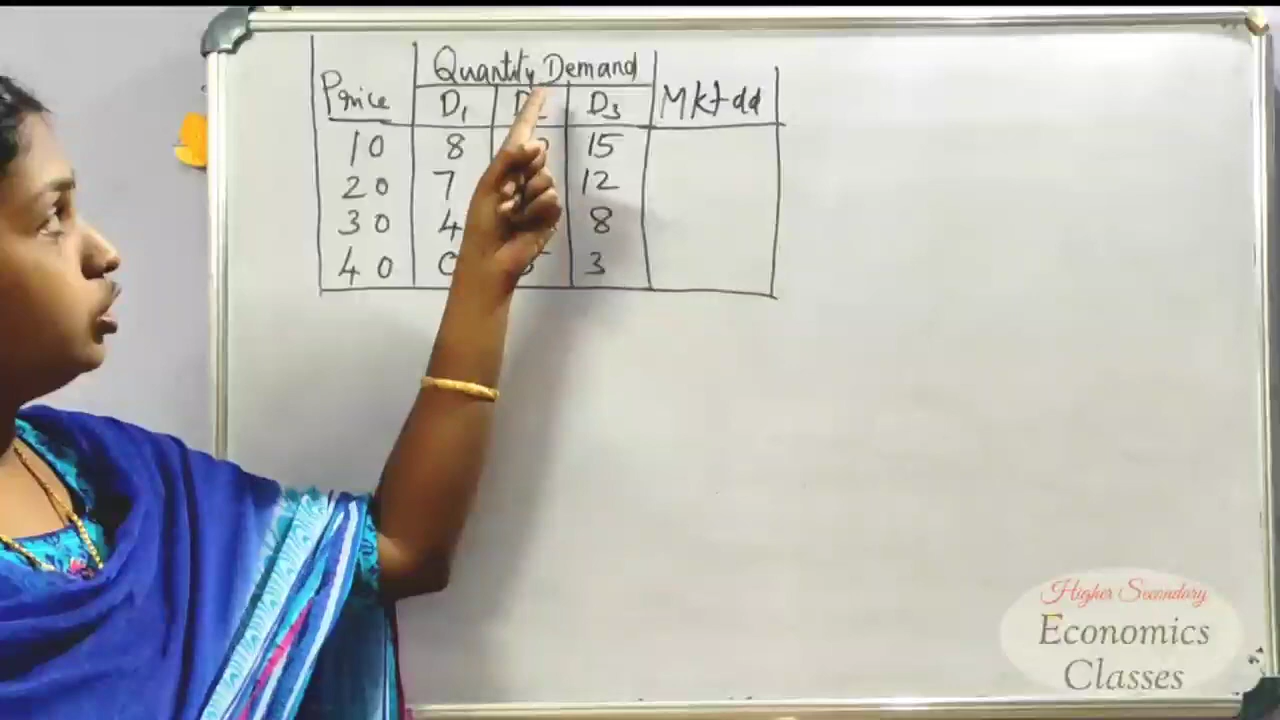 Quantity Demand
Price D₁ D₃ Mkt dd
10 8 15
20 7 12
30 4 8
40 3
Higher Secondary
Economics
Classes